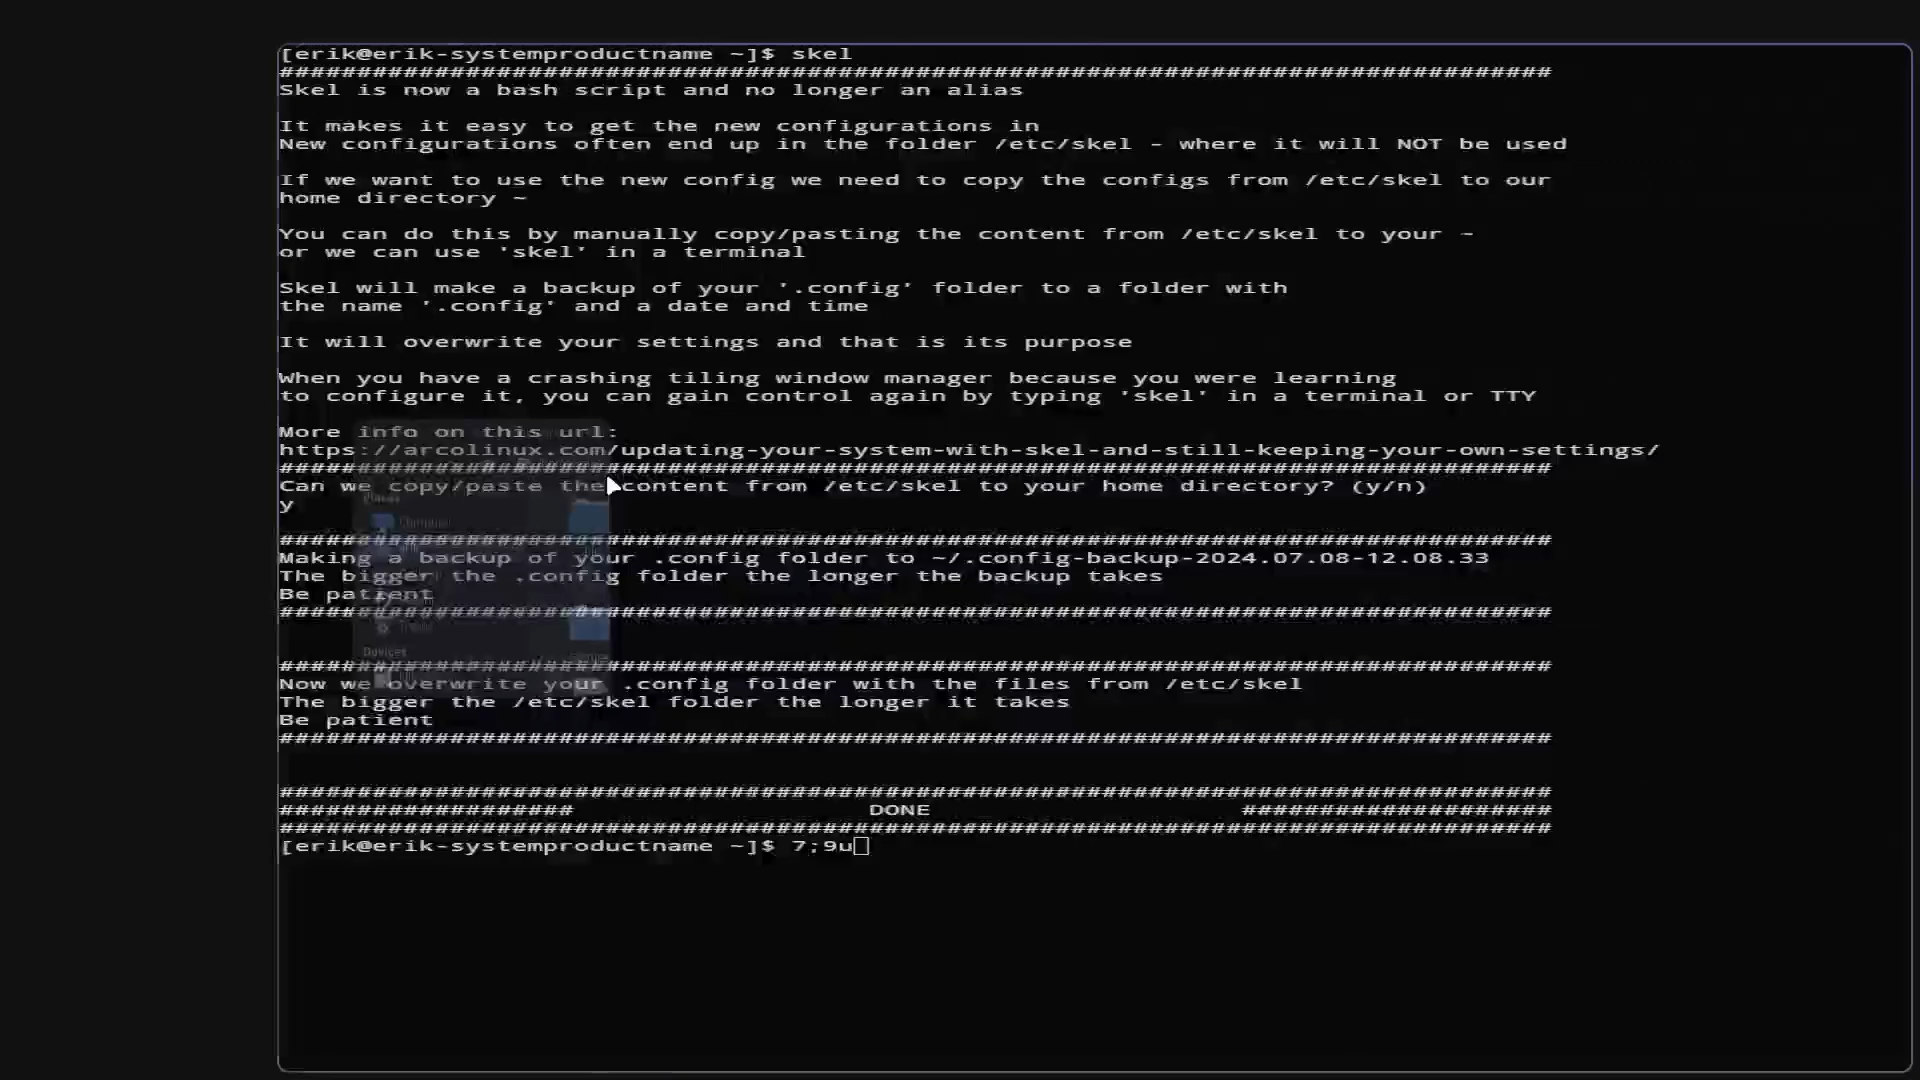 [erik@erik-systemproductname ~]$ skel
##################################################################################
Skel is now a bash script and no longer an alias
It makes it easy to get the new configurations in
New configurations often end up in the folder /etc/skel - where it will NOT be used
If we want to use the new config we need to copy the configs from /etc/skel to our
home directory ~
You can do this by manually copy/pasting the content from /etc/skel to your ~
or we can use 'skel' in a terminal
Skel will make a backup of your '.config' folder to a folder with
the name '.config' and a date and time
It will overwrite your settings and that is its purpose
When you have a crashing tiling window manager because you were learning
to configure it, you can gain control again by typing 'skel' in a terminal or TTY
More info on this url:
https://arcolinux.com/updating-your-system-with-skel-and-still-keeping-your-own-settings/
##################################################################################
Can we copy/paste the content from /etc/skel to your home directory? (y/n)
y
##################################################################################
Making a backup of your .config folder to ~/.config-backup-2024.07.08-12.08.33
The bigger the .config folder the longer the backup takes
Be patient
##################################################################################
Devices
##################################################################################
Now we overwrite your .config folder with the files from /etc/skel
The bigger the /etc/skel folder the longer it takes
Be patient
##################################################################################
##################################################################################
################### DONE ####################
##################################################################################
[erik@erik-systemproductname ~]$ 7;9u